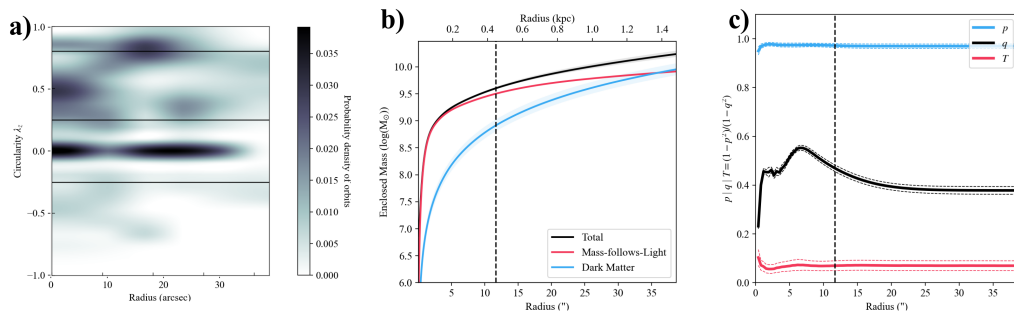 a)
1.0
0.5
0.0
−0.5
−1.0
Circularity λz
0
10
20
30
Radius (arcsec)
0.035
0.030
0.025
0.020
0.015
0.010
0.005
0.000
Probability density of orbits
b)
Radius (kpc)
0.2 0.4 0.6 0.8 1.0 1.2 1.4
10.0
9.5
9.0
8.5
8.0
7.5
7.0
6.5
6.0
Enclosed Mass (log(M☉))
Total
Mass-follows-Light
Dark Matter
5 10 15 20 25 30 35
Radius (")
c)
1.0
0.8
0.6
0.4
0.2
0.0
p | q | T = (1 − p²)/(1 − q²)
p
q
T
0 5 10 15 20 25 30 35
Radius (")